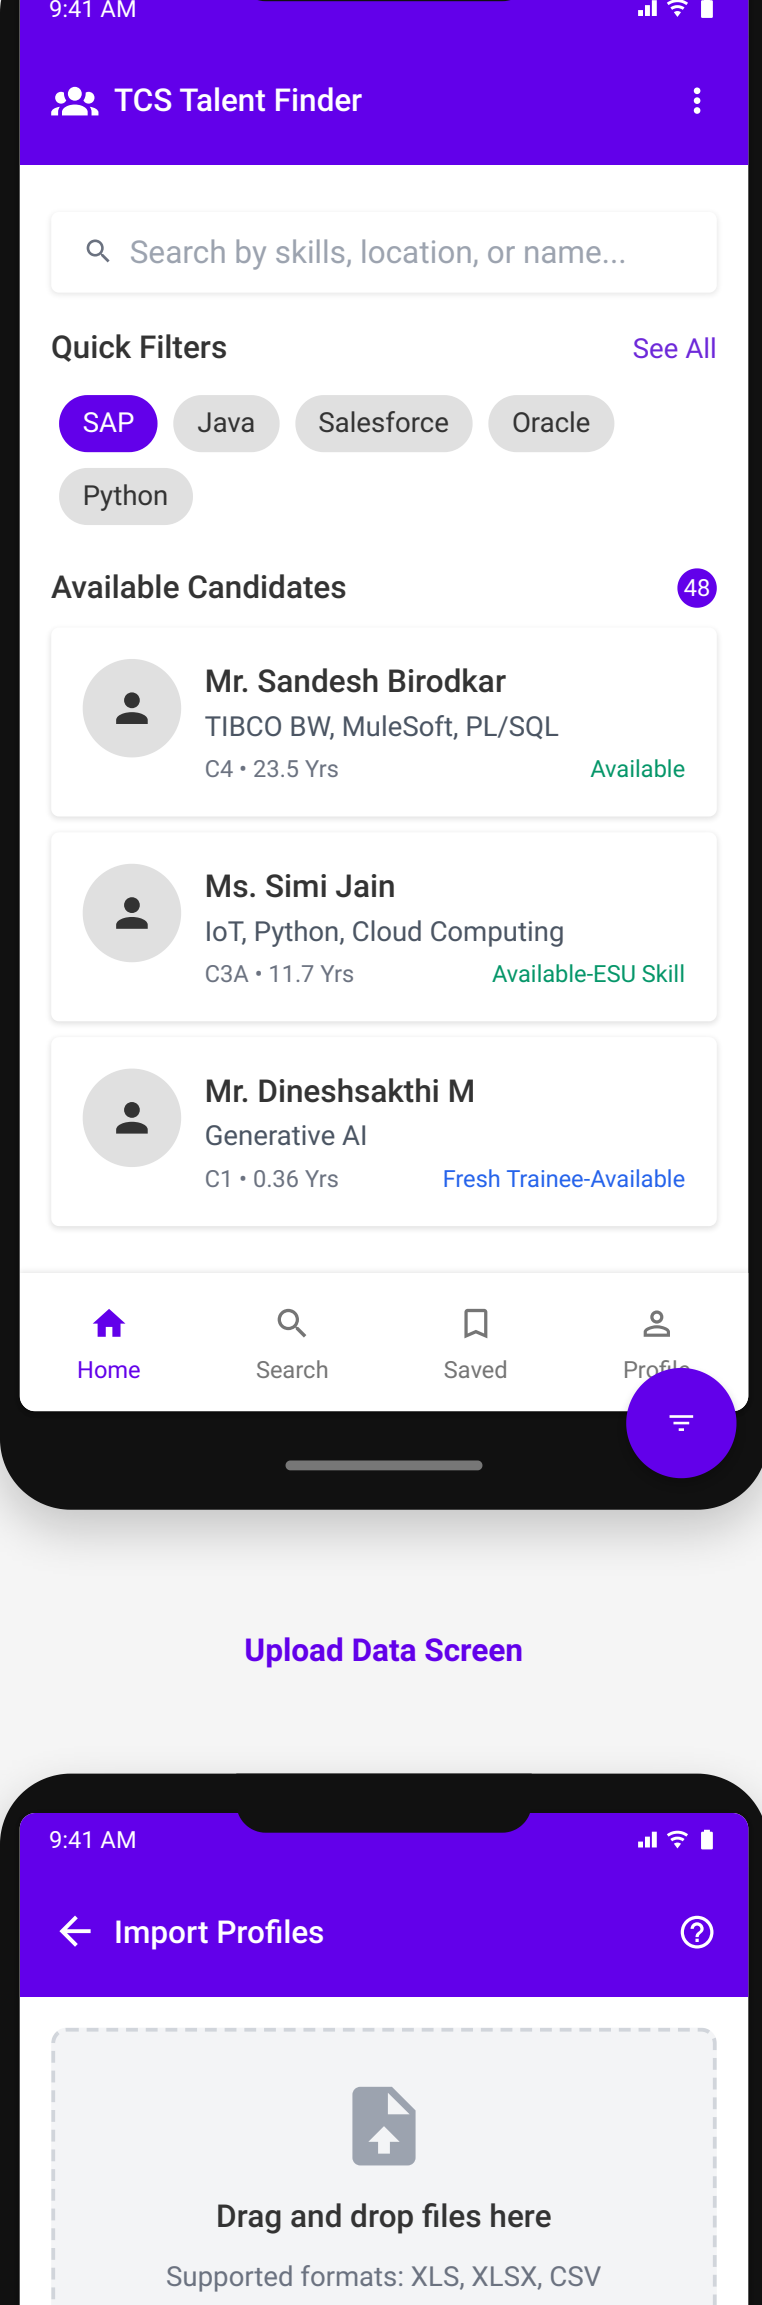 9:41 AM
TCS Talent Finder
Search by skills, location, or name...
Quick Filters
See All
SAP
Java
Salesforce
Oracle
Python
Available Candidates
48
Mr. Sandesh Birodkar
TIBCO BW, MuleSoft, PL/SQL
C4 • 23.5 Yrs
Available
Ms. Simi Jain
IoT, Python, Cloud Computing
C3A • 11.7 Yrs
Available-ESU Skill
Mr. Dineshsakthi M
Generative AI
C1 • 0.36 Yrs
Fresh Trainee-Available
Home
Search
Saved
Profile
Upload Data Screen
9:41 AM
Import Profiles
Drag and drop files here
Supported formats: XLS, XLSX, CSV